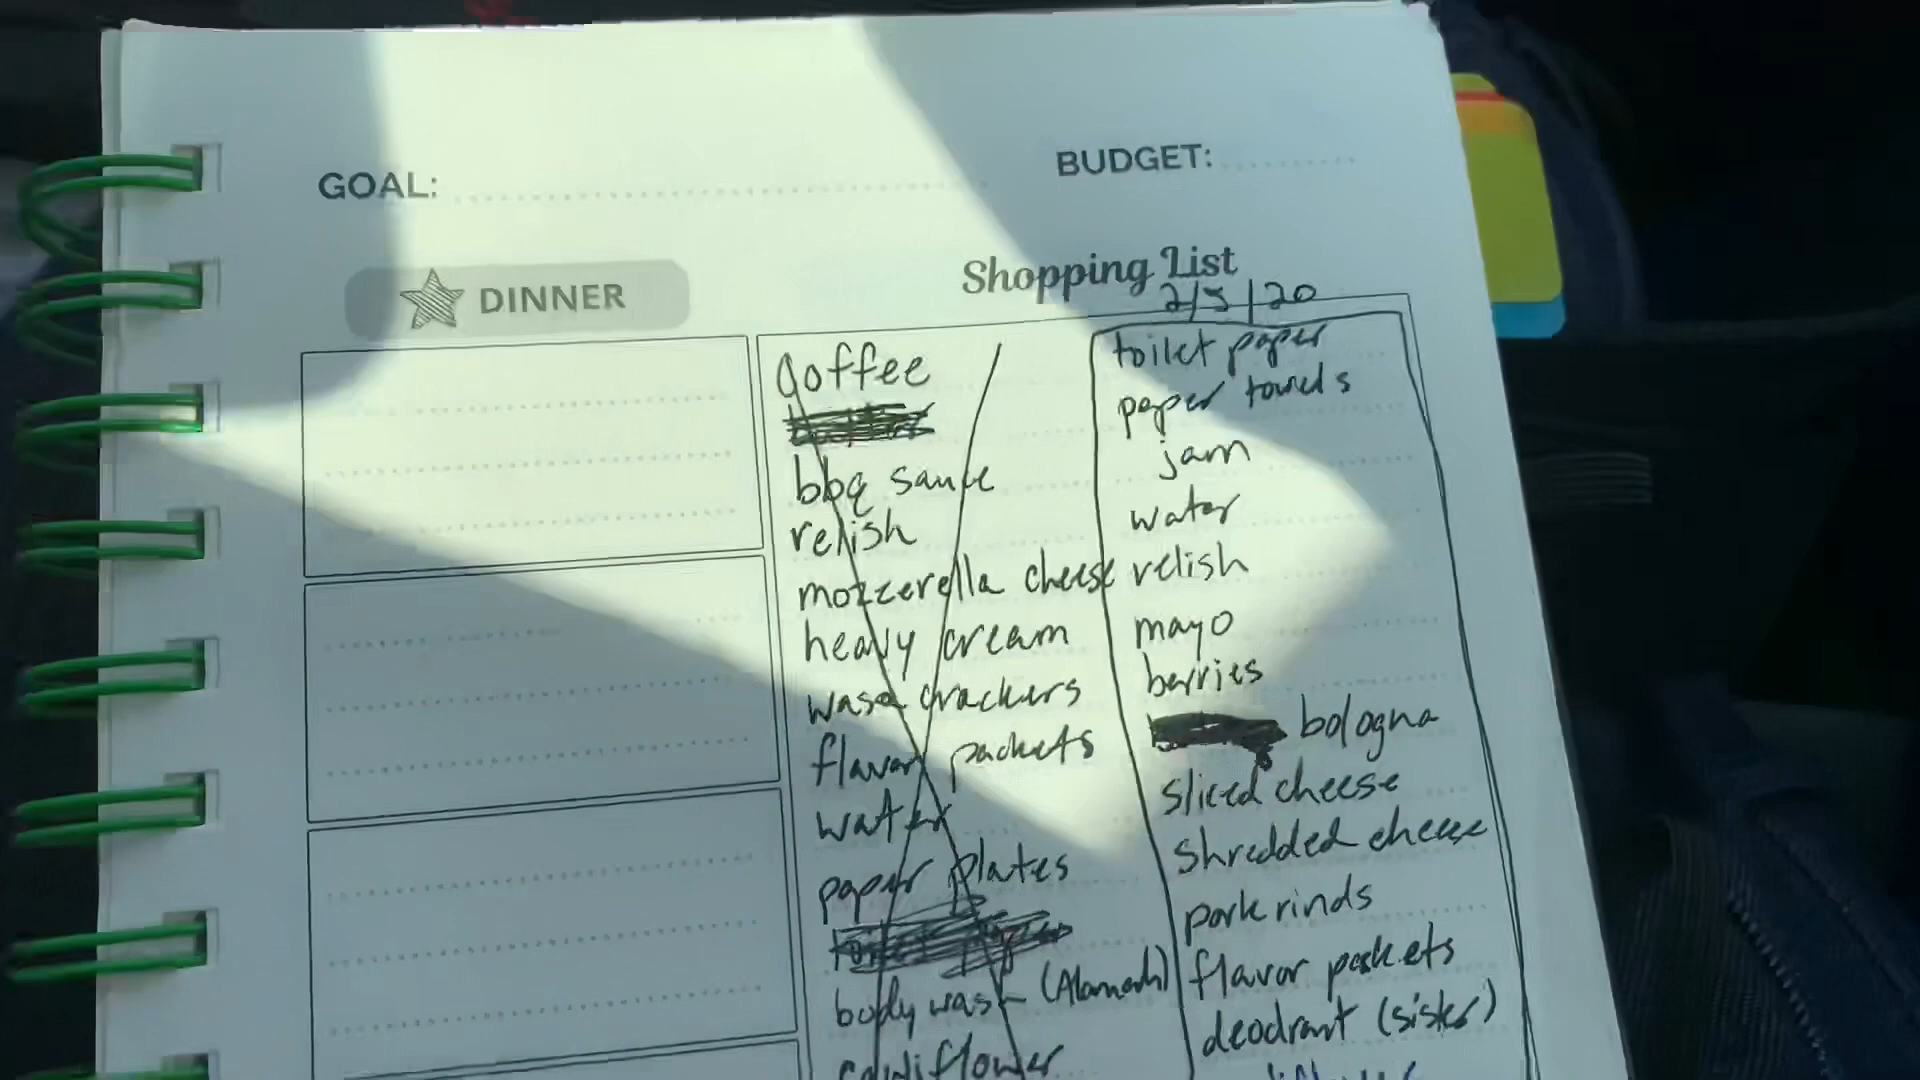 GOAL:
BUDGET:
DINNER
Shopping List
2/5/20
Coffee
bbq sauce
relish
mozzerella cheese
heavy cream
wasa crackers
flavor packets
water
paper plates
body wash
cauliflower
toilet paper
paper towels
jam
water
relish
mayo
berries
bologna
sliced cheese
shredded cheese
pork rinds
flavor packets
deodrant (sister)